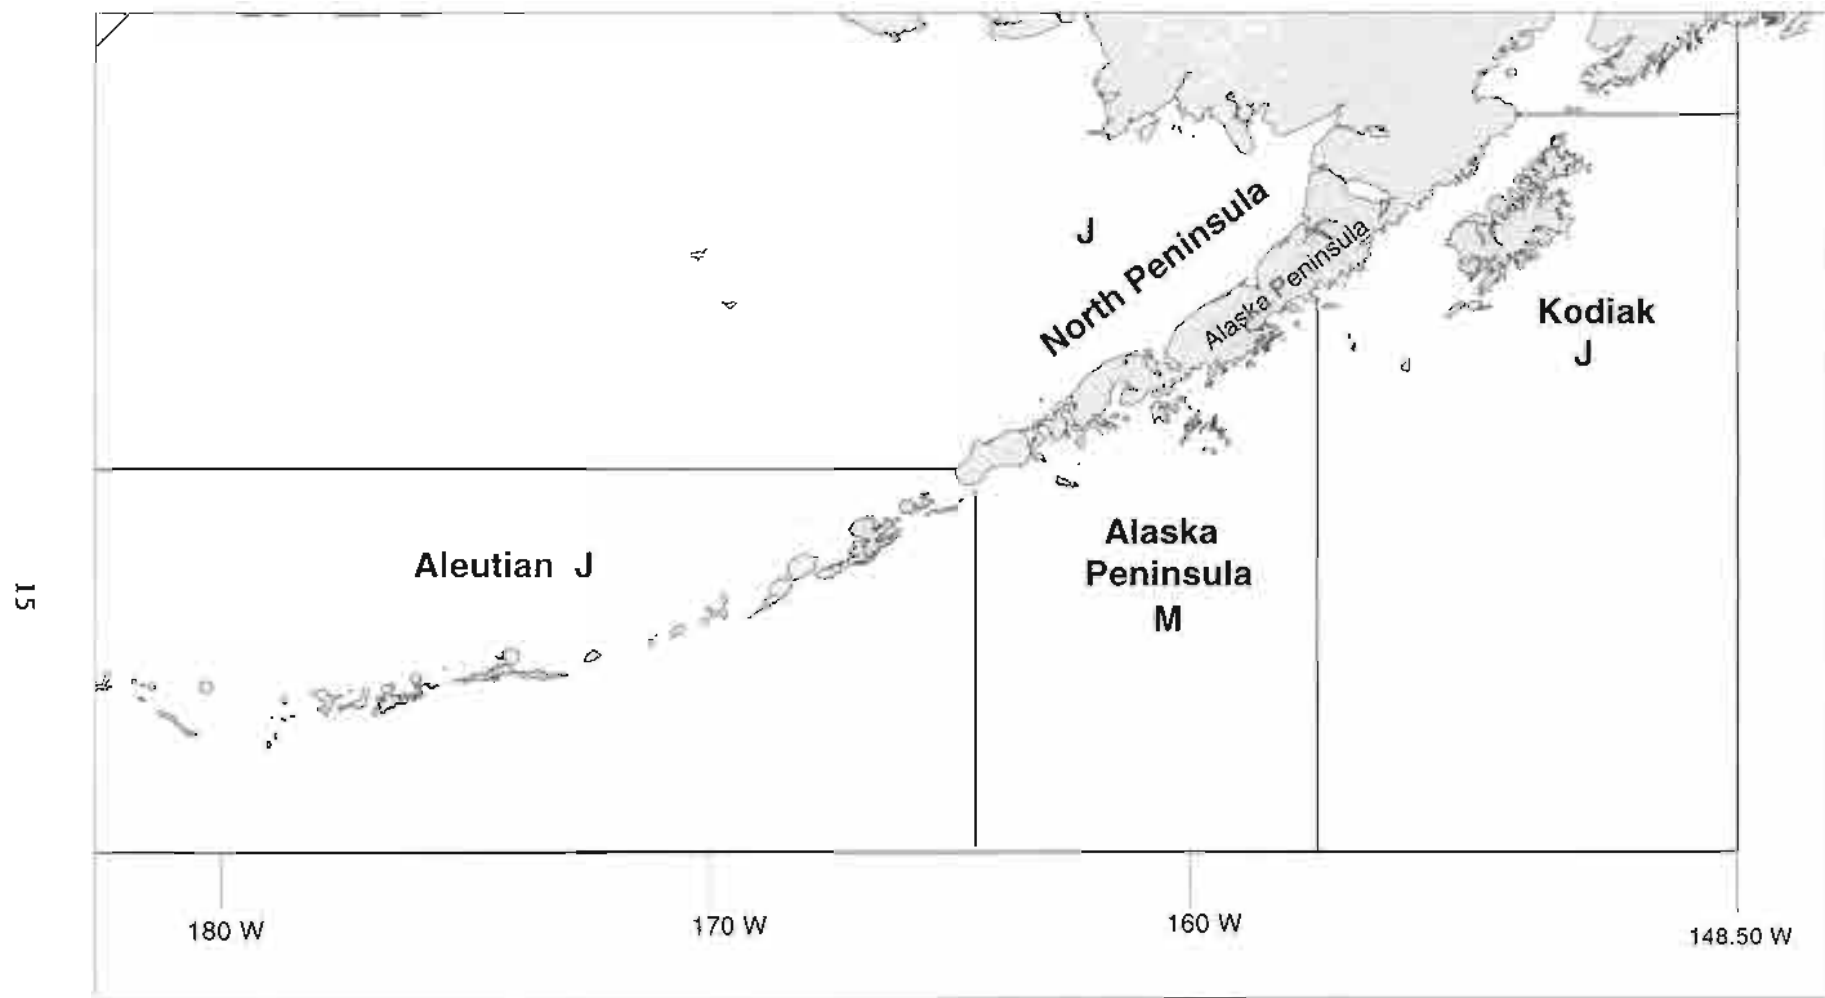 J
North Peninsula
Alaska Peninsula
Kodiak
J
Aleutian J
Alaska
Peninsula
M
15
180 W
170 W
160 W
148.50 W